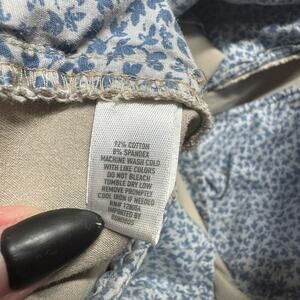 92% COTTON
8% SPANDEX
MACHINE WASH COLD
WITH LIKE COLORS
DO NOT BLEACH
TUMBLE DRY LOW
REMOVE PROMPTLY
COOL IRON IF NEEDED
RN#
IMPORTED BY